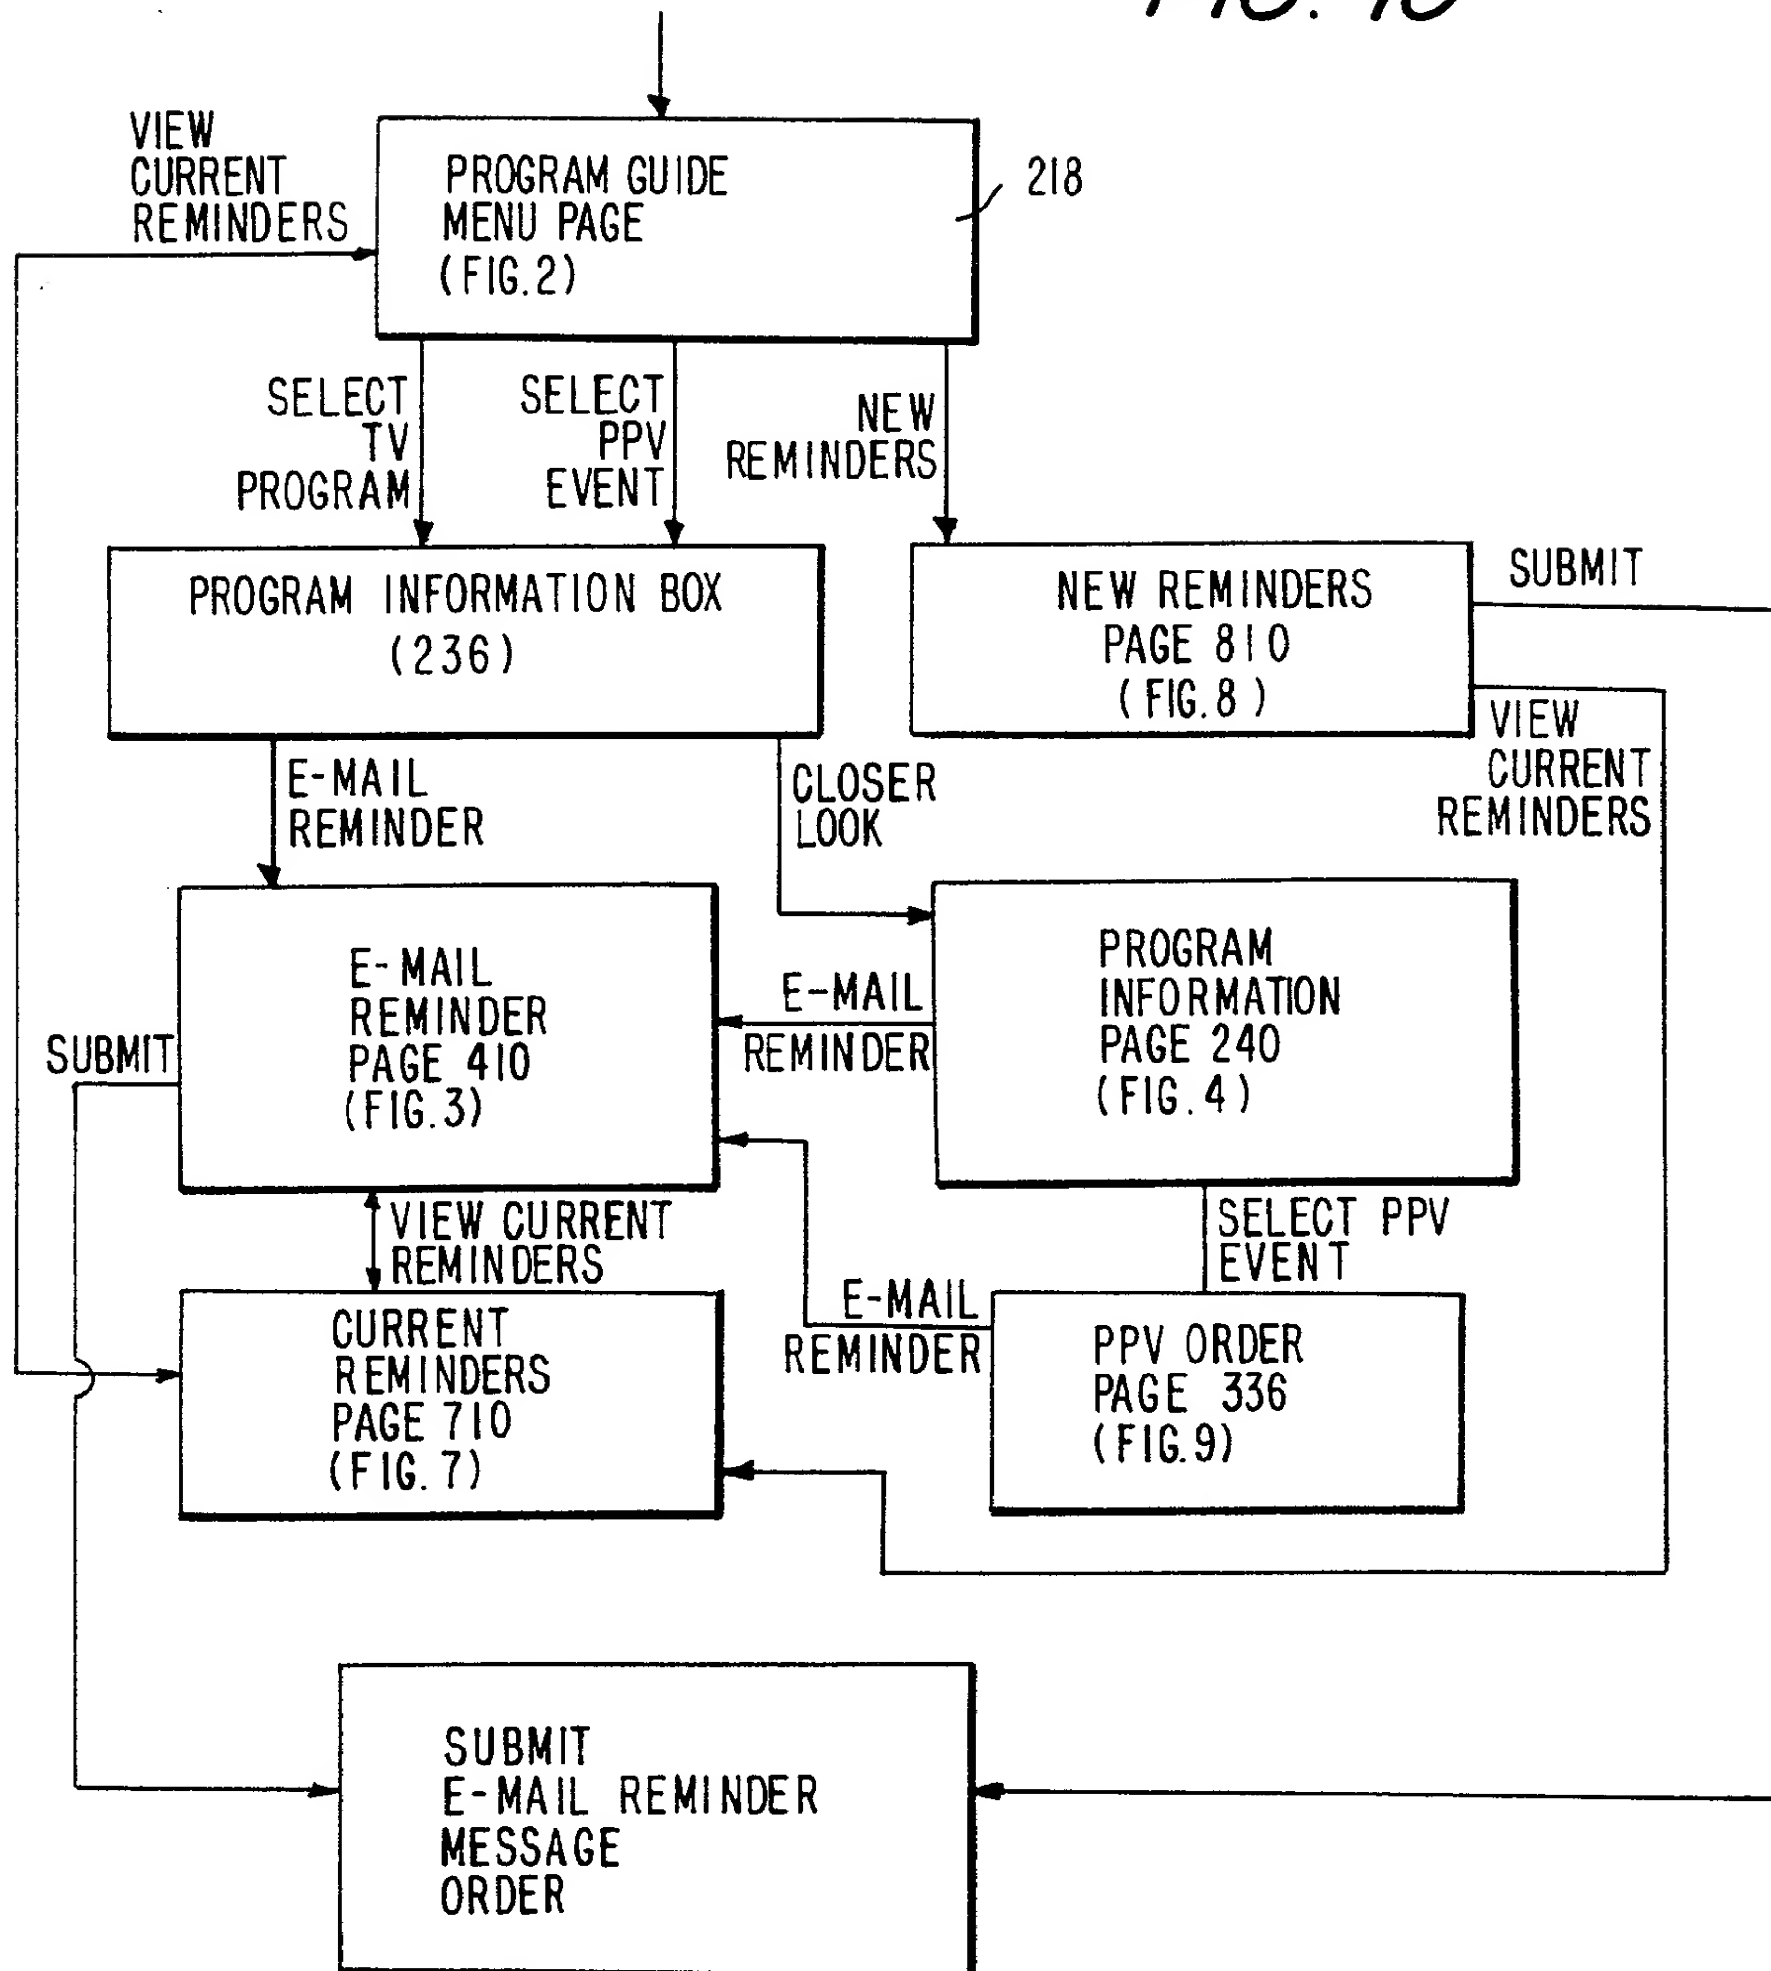 FIG. 10
VIEW
CURRENT
REMINDERS
PROGRAM GUIDE
MENU PAGE
(FIG.2)
218
SELECT
TV
PROGRAM
SELECT
PPV
EVENT
NEW
REMINDERS
PROGRAM INFORMATION BOX
(236)
NEW REMINDERS
PAGE 810
(FIG.8)
SUBMIT
VIEW
CURRENT
REMINDERS
E-MAIL
REMINDER
CLOSER
LOOK
E-MAIL
REMINDER
PAGE 410
(FIG.3)
SUBMIT
E-MAIL
REMINDER
PROGRAM
INFORMATION
PAGE 240
(FIG.4)
VIEW CURRENT
REMINDERS
SELECT PPV
EVENT
E-MAIL
REMINDER
CURRENT
REMINDERS
PAGE 710
(FIG.7)
PPV ORDER
PAGE 336
(FIG.9)
SUBMIT
E-MAIL REMINDER
MESSAGE
ORDER